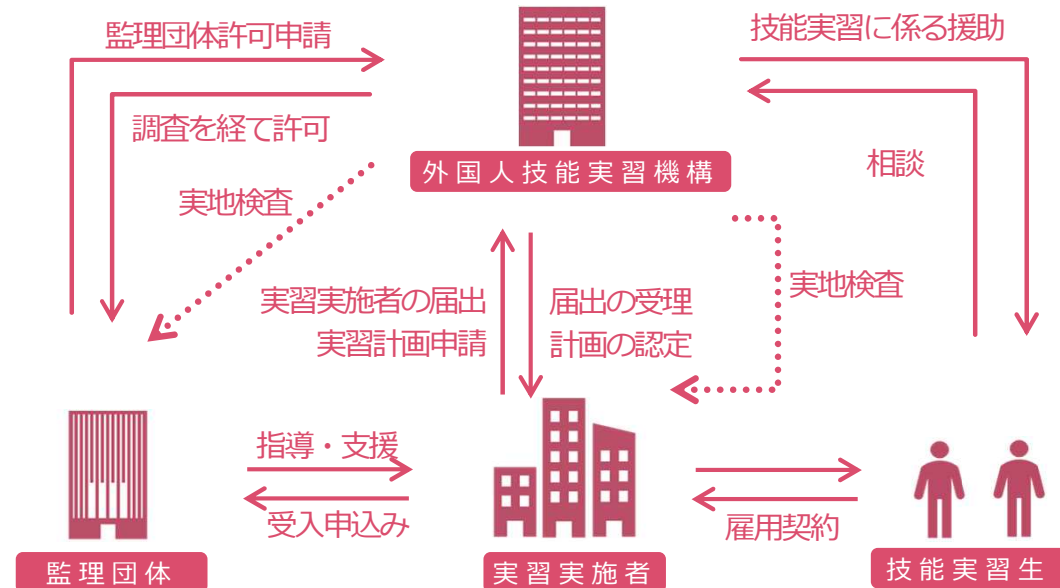 監理団体許可申請
技能実習に係る援助
調査を経て許可
外国人技能実習機構
相談
実地検査
実地検査
実習実施者の届出
実習計画申請
届出の受理
計画の認定
指導・支援
受入申込み
雇用契約
監理団体
実習実施者
技能実習生